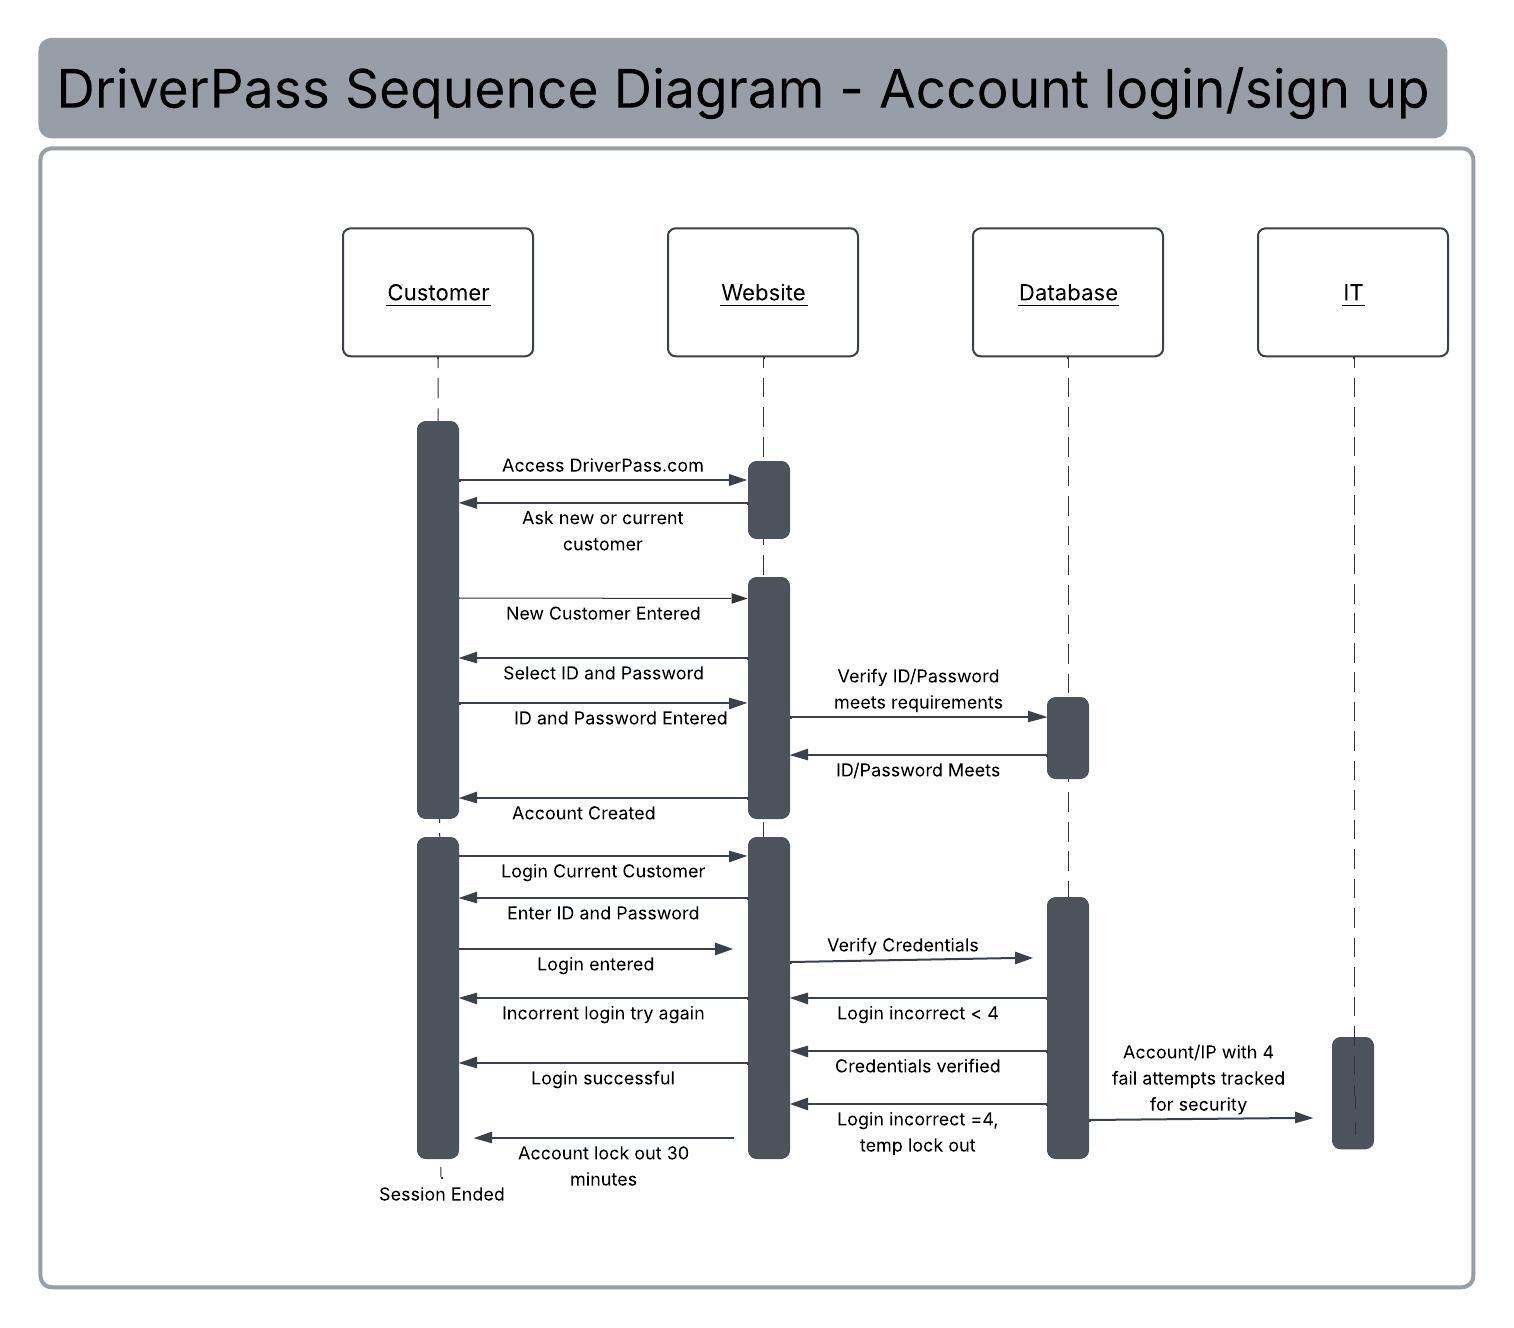 DriverPass Sequence Diagram - Account login/sign up
Customer
Website
Database
IT
Access DriverPass.com
Ask new or current
customer
New Customer Entered
Select ID and Password
Verify ID/Password
meets requirements
ID and Password Entered
ID/Password Meets
Account Created
Login Current Customer
Enter ID and Password
Verify Credentials
Login entered
Incorrent login try again
Login incorrect < 4
Account/IP with 4
fail attempts tracked
for security
Credentials verified
Login successful
Login incorrect =4,
temp lock out
Account lock out 30
minutes
Session Ended